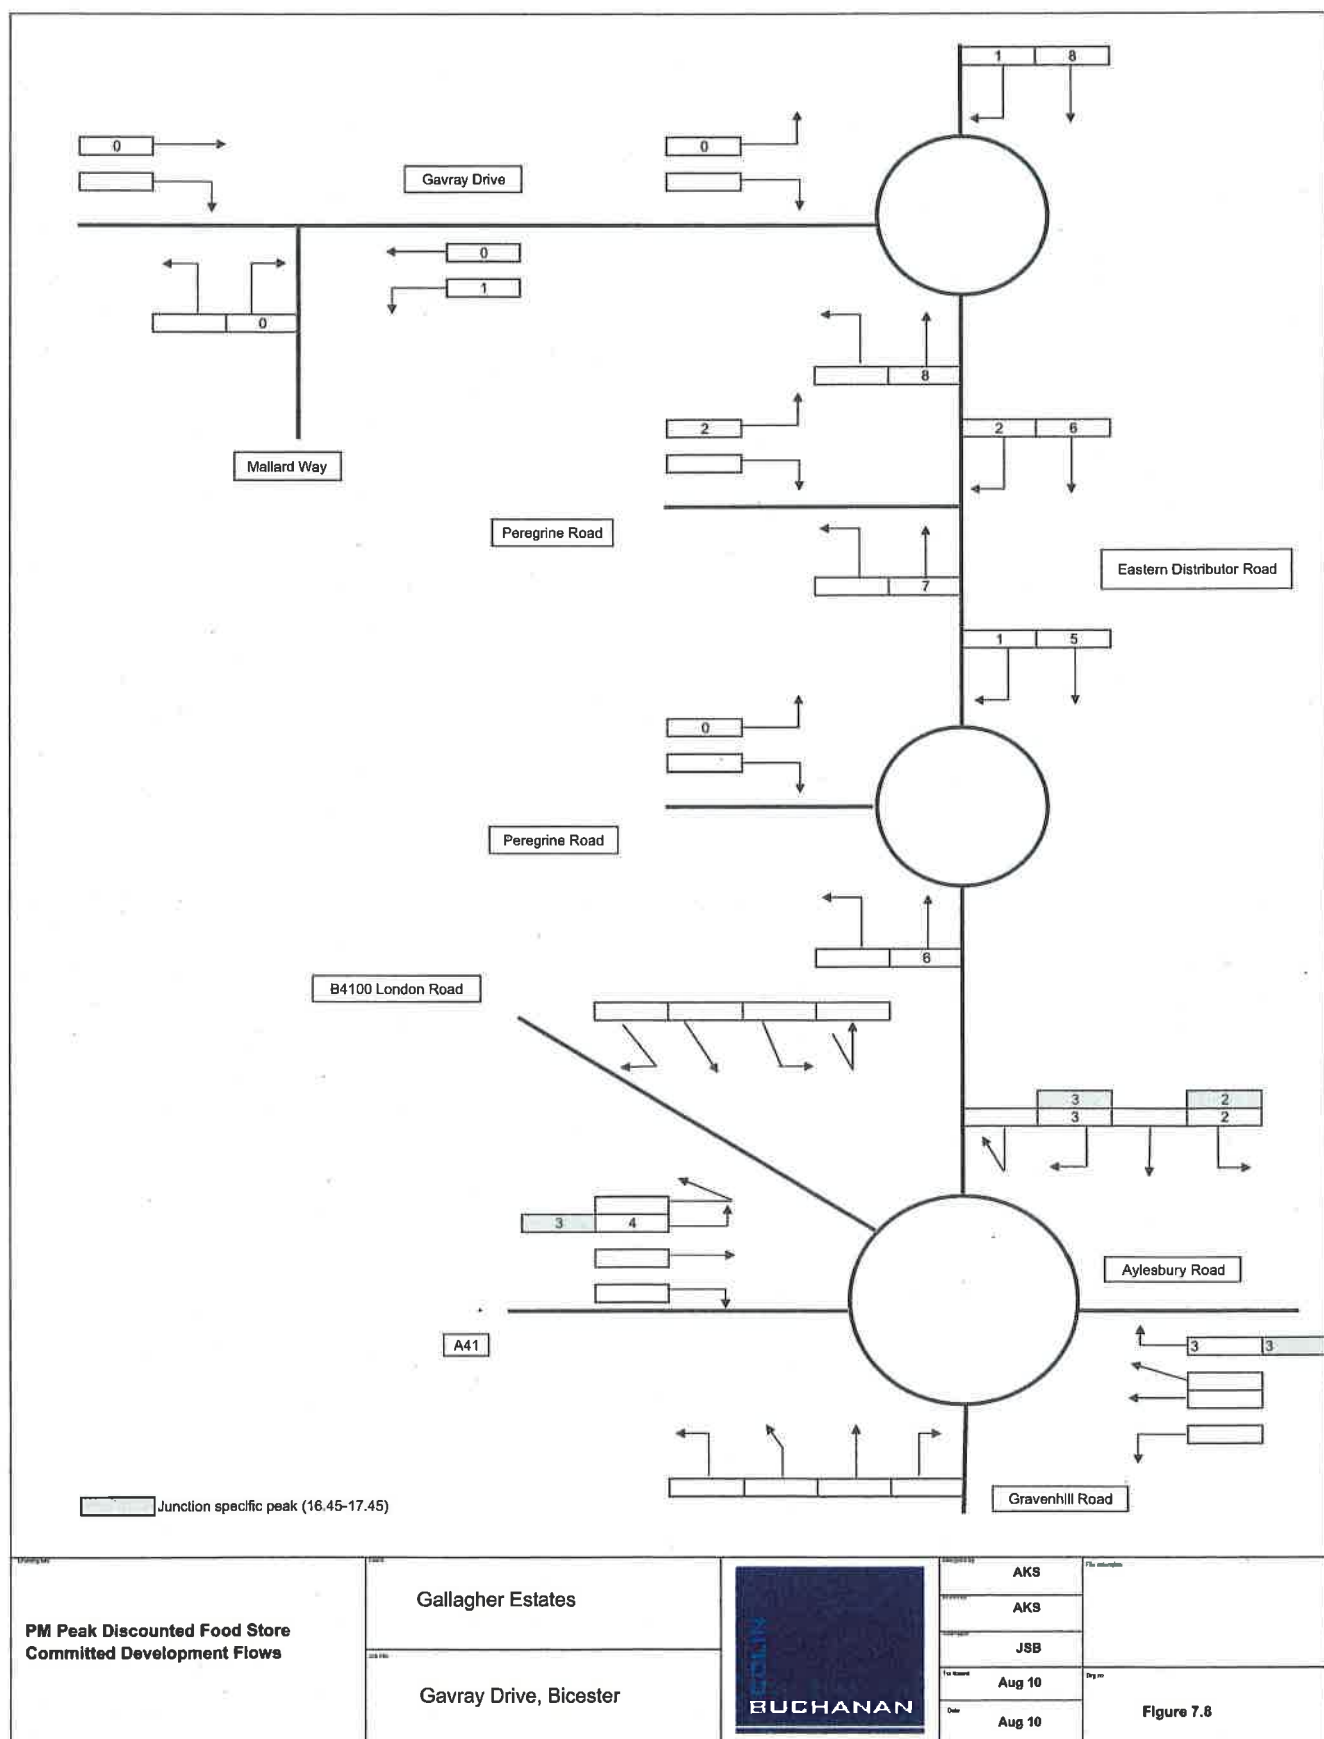 1 8
0
0
Gavray Drive
0
1
0
8
2
2 6
Mallard Way
Peregrine Road
Eastern Distributor Road
7
1 5
0
Peregrine Road
6
B4100 London Road
3 2
3 2
3 4
Aylesbury Road
A41
3 3
Junction specific peak (16.45-17.45)
Gravenhill Road
PM Peak Discounted Food Store
Committed Development Flows
Gallagher Estates
Gavray Drive, Bicester
COLIN
BUCHANAN
AKS
AKS
JSB
Aug 10
Date
Aug 10
Figure 7.8